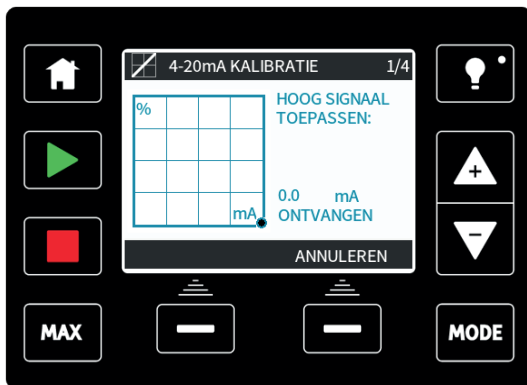 4-20mA KALIBRATIE 1/4
%
HOOG SIGNAAL
TOEPASSEN:
0.0 mA
mA
ONTVANGEN
ANNULEREN
MAX
MODE